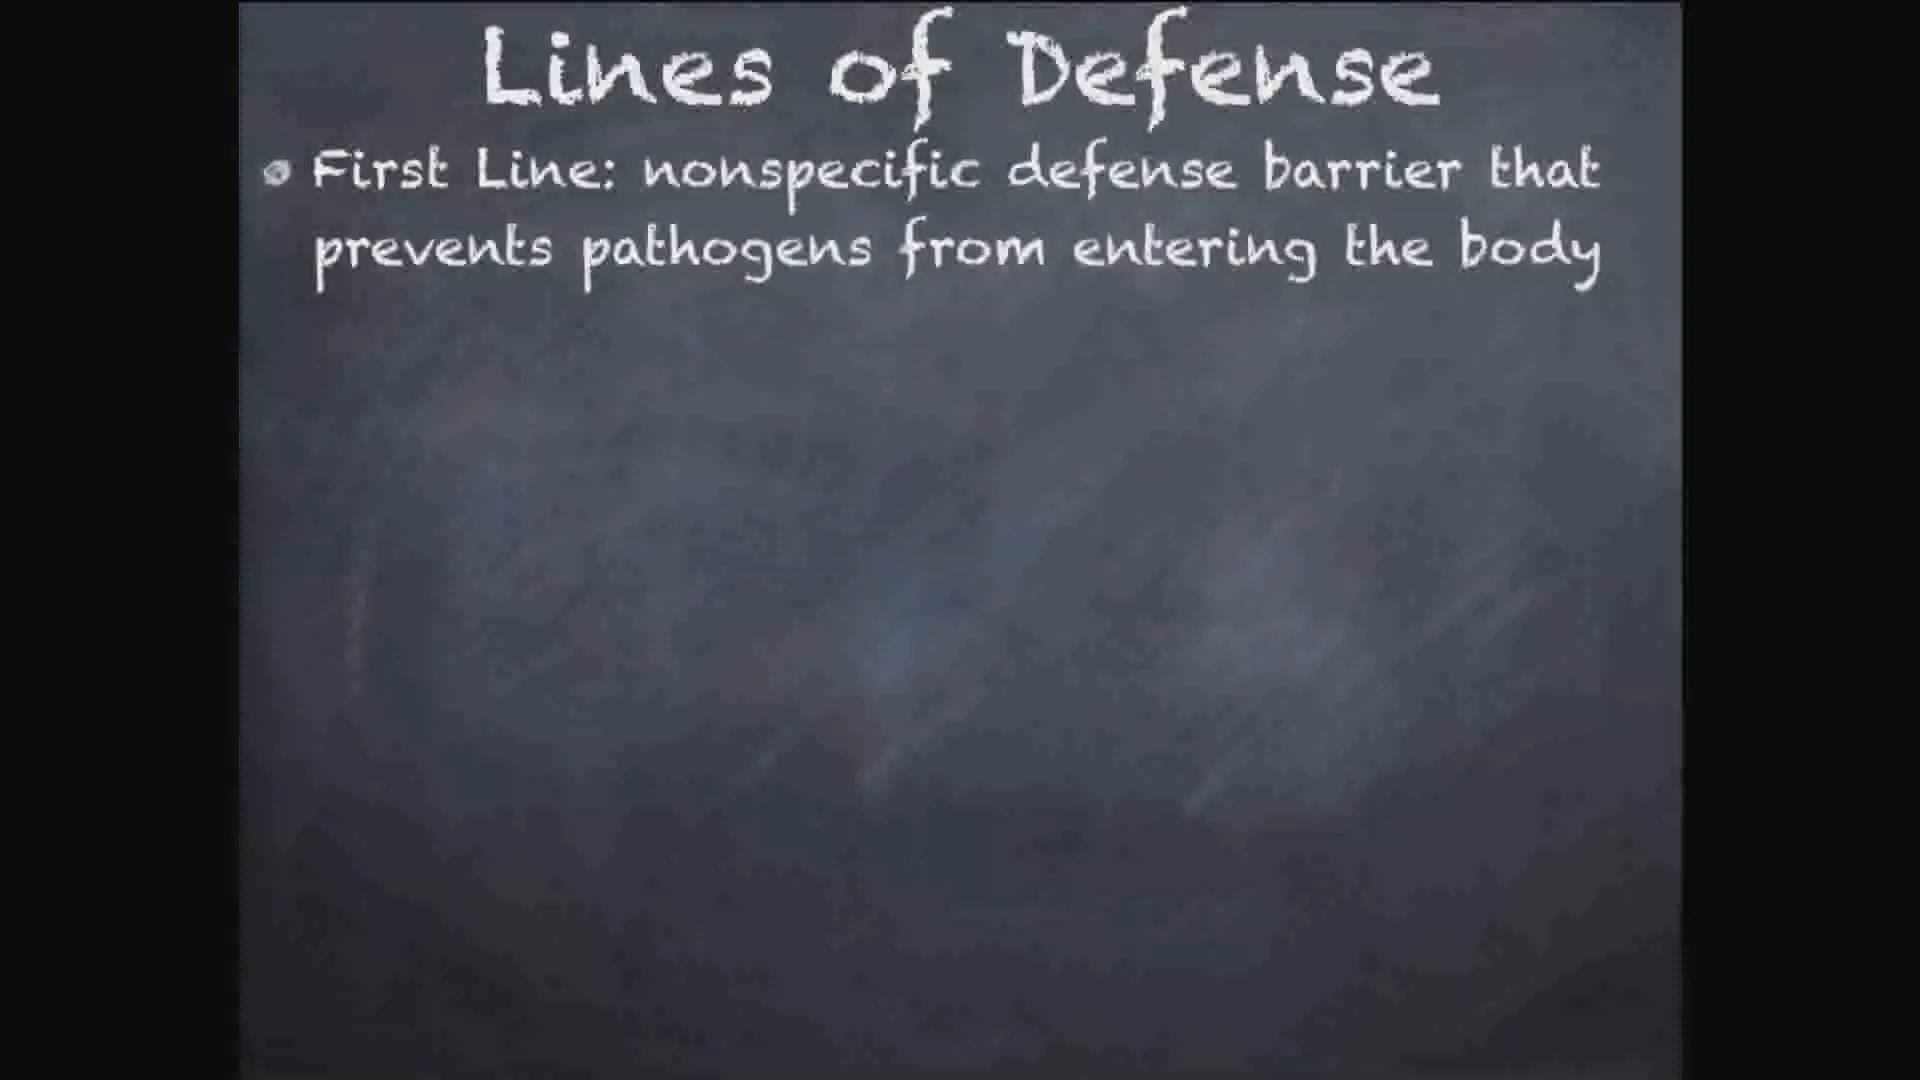 Lines of Defense
First Line: nonspecific defense barrier that
prevents pathogens from entering the body